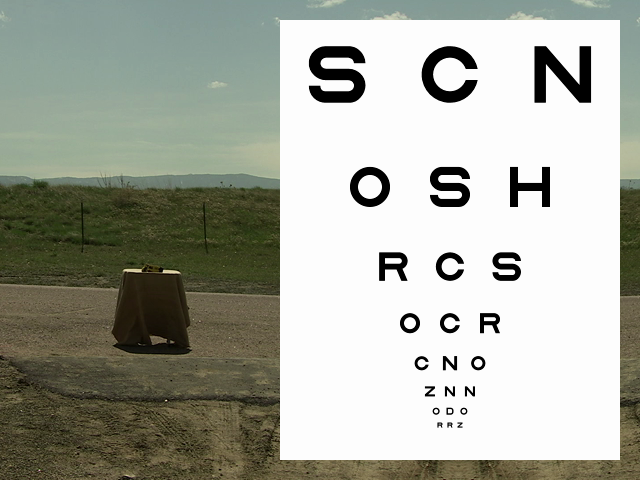 S C N
O S H
R C S
O C R
C N O
Z N N
O D O
R R Z